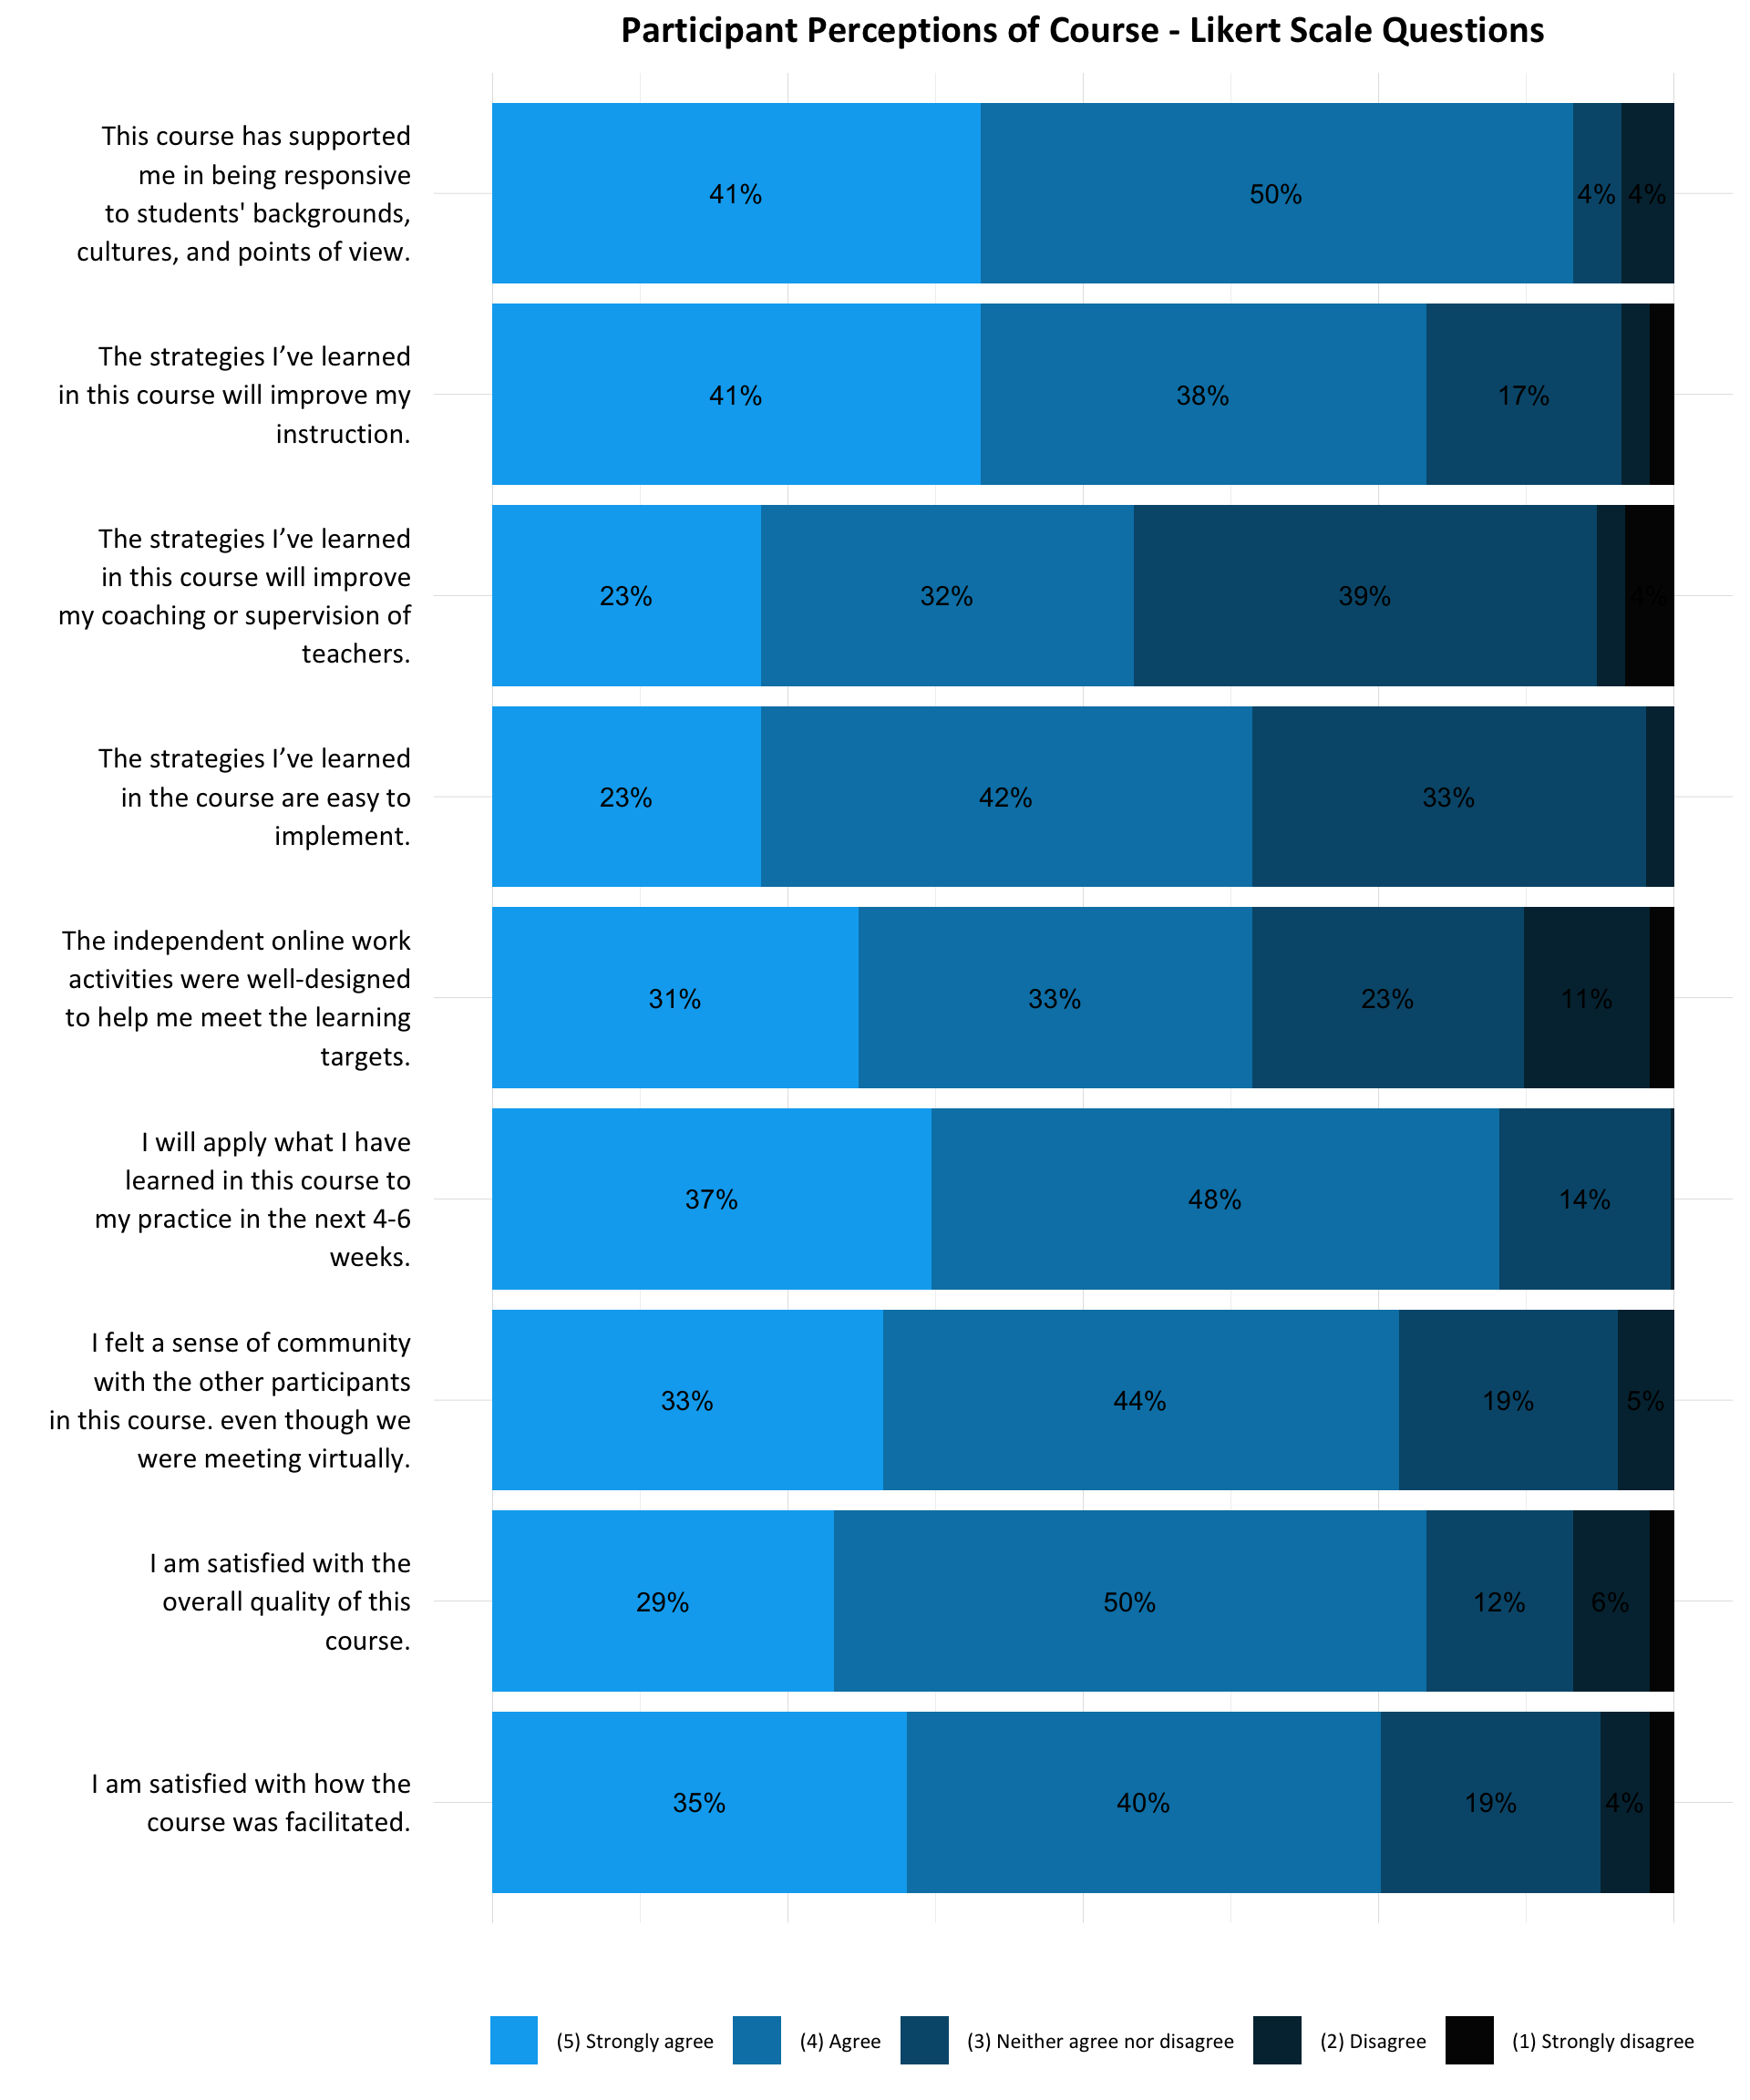 Participant Perceptions of Course - Likert Scale Questions
This course has supported
me in being responsive
to students' backgrounds,
cultures, and points of view.
41%
50%
4%
4%
The strategies I’ve learned
in this course will improve my
instruction.
41%
38%
17%
The strategies I’ve learned
in this course will improve
my coaching or supervision of
teachers.
23%
32%
39%
4%
The strategies I’ve learned
in the course are easy to
implement.
23%
42%
33%
The independent online work
activities were well-designed
to help me meet the learning
targets.
31%
33%
23%
11%
I will apply what I have
learned in this course to
my practice in the next 4-6
weeks.
37%
48%
14%
I felt a sense of community
with the other participants
in this course. even though we
were meeting virtually.
33%
44%
19%
5%
I am satisfied with the
overall quality of this
course.
29%
50%
12%
6%
I am satisfied with how the
course was facilitated.
35%
40%
19%
4%
(5) Strongly agree
(4) Agree
(3) Neither agree nor disagree
(2) Disagree
(1) Strongly disagree